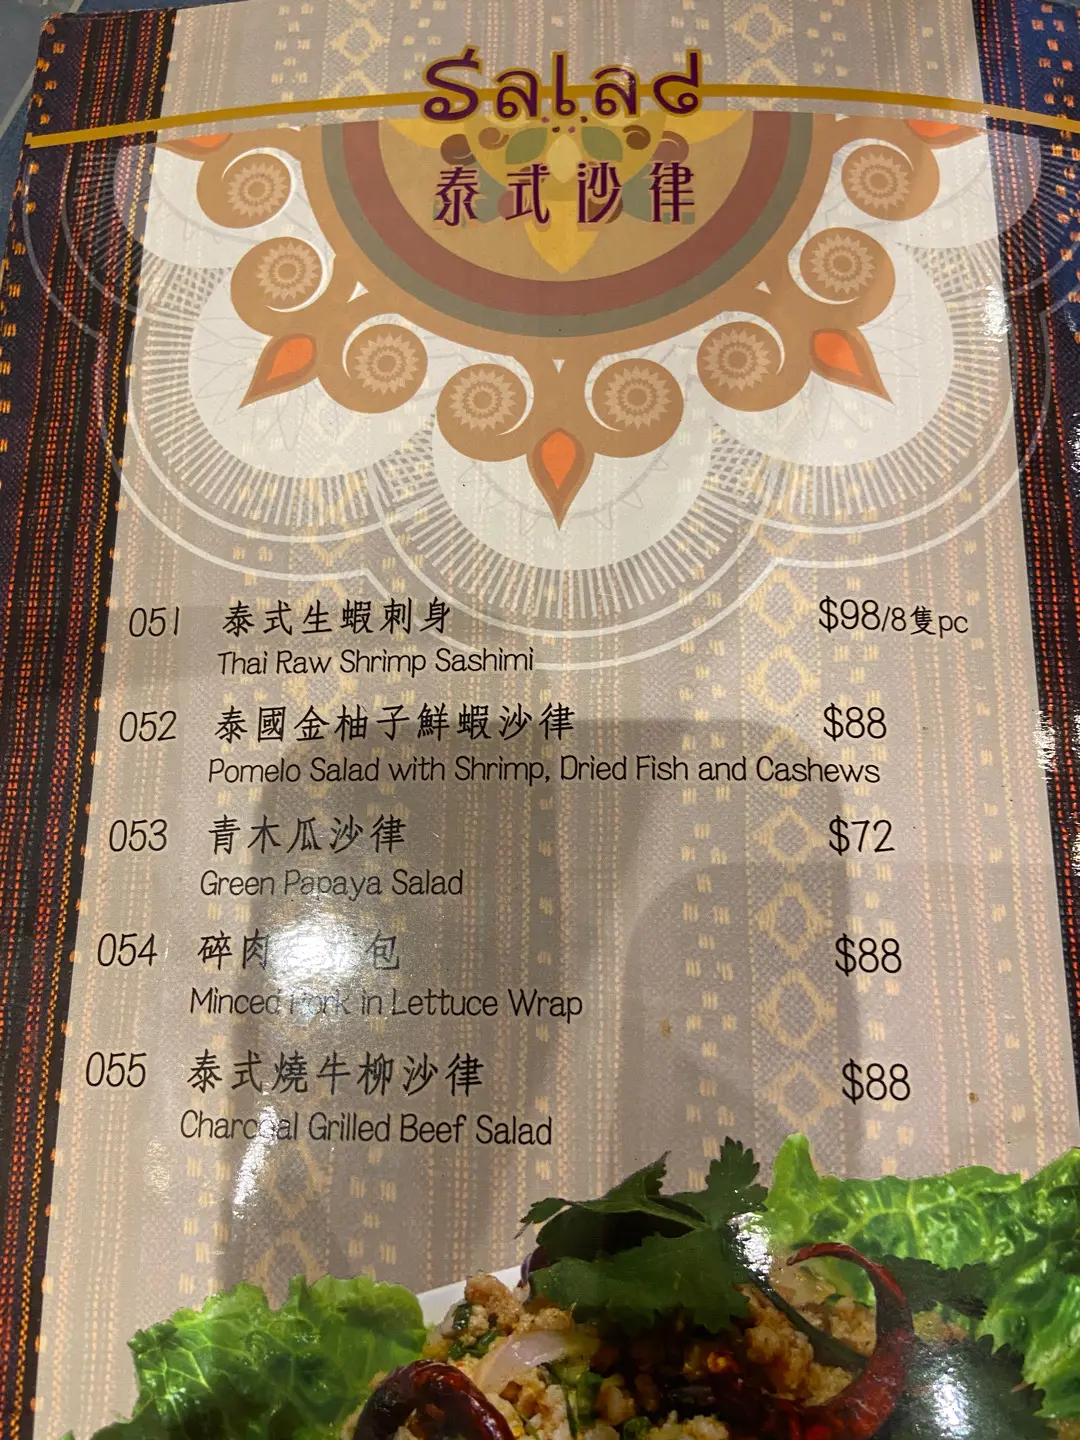 Salad
泰式沙律
051 泰式生蝦刺身 $98/8隻pc
Thai Raw Shrimp Sashimi
052 泰國金柚子鮮蝦沙律 $88
Pomelo Salad with Shrimp, Dried Fish and Cashews
053 青木瓜沙律 $72
Green Papaya Salad
054 碎肉包 $88
Minced Pork in Lettuce Wrap
055 泰式燒牛柳沙律 $88
Charcoal Grilled Beef Salad